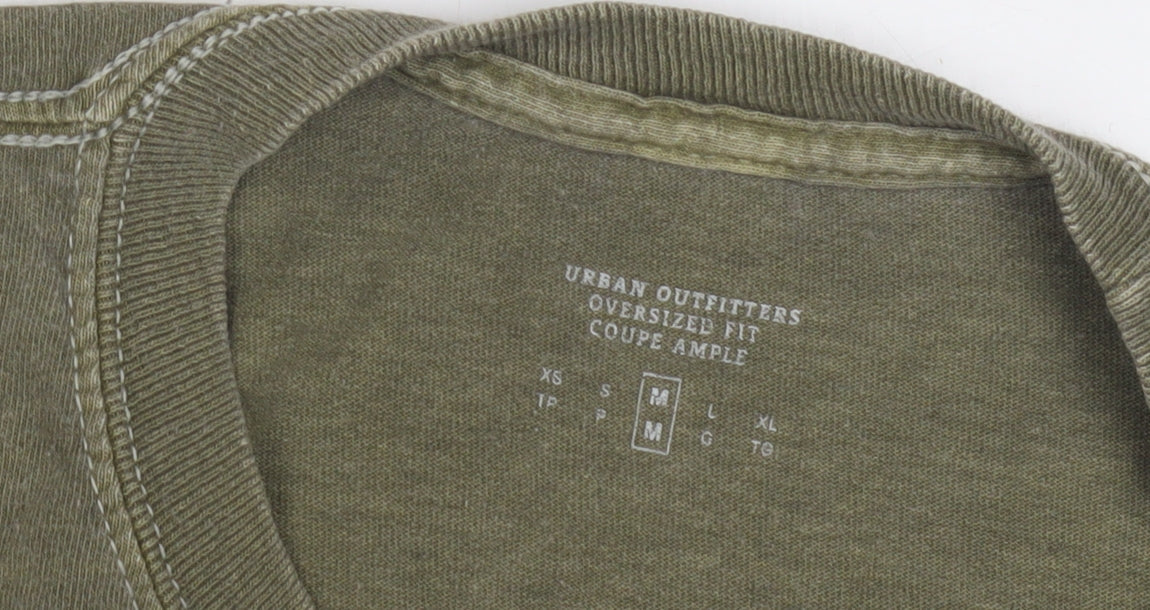 URBAN OUTFITTERS
OVERSIZED FIT
COUPE AMPLE
XS S M L XL
TP P M G TG